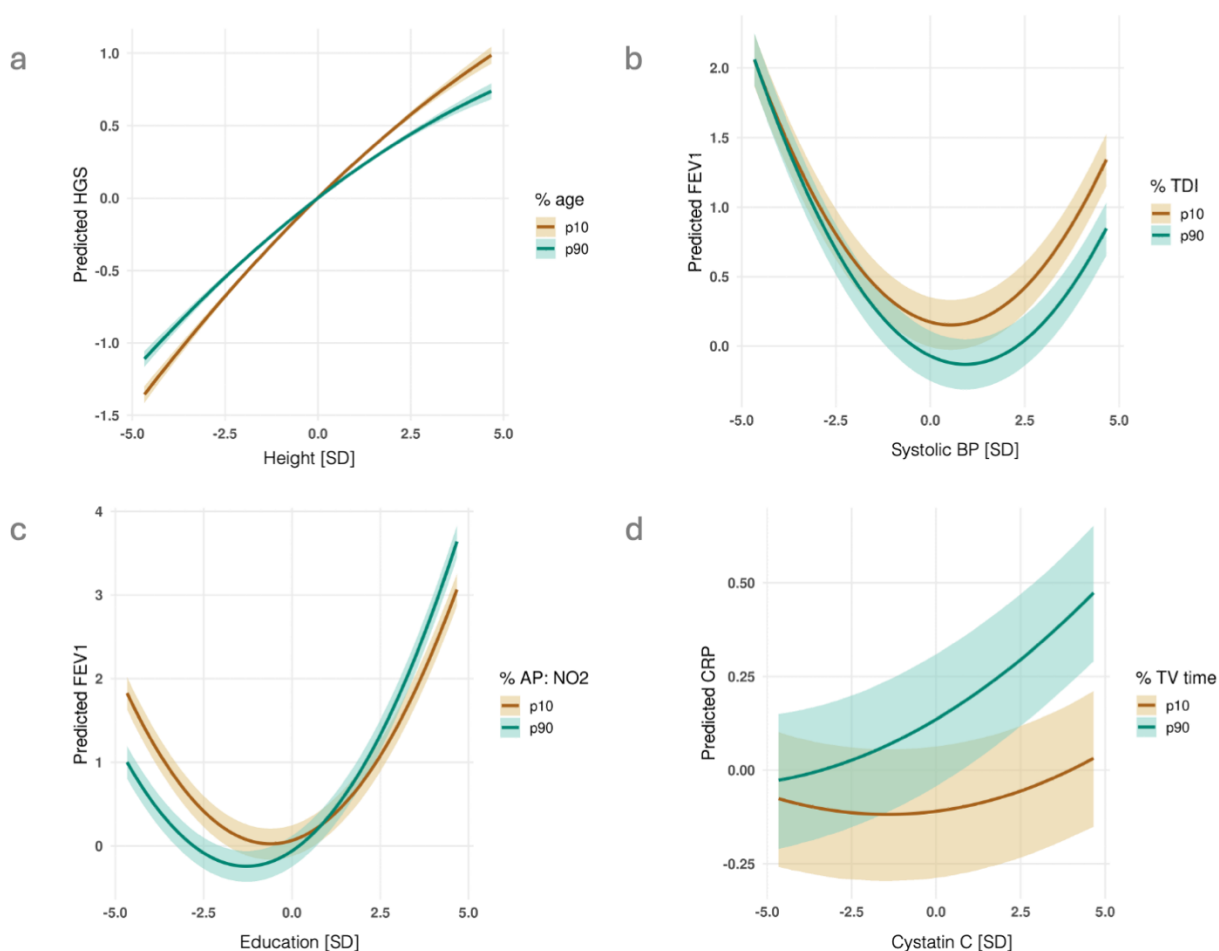 a
Predicted HGS
1.0
0.5
0.0
-0.5
-1.0
-1.5
-5.0 -2.5 0.0 2.5 5.0
Height [SD]
% age
p10
p90
b
Predicted FEV1
2.0
1.5
1.0
0.5
0.0
-5.0 -2.5 0.0 2.5 5.0
Systolic BP [SD]
% TDI
p10
p90
c
Predicted FEV1
4
3
2
1
0
-5.0 -2.5 0.0 2.5 5.0
Education [SD]
% AP: NO2
p10
p90
d
Predicted CRP
0.50
0.25
0.00
-0.25
-5.0 -2.5 0.0 2.5 5.0
Cystatin C [SD]
% TV time
p10
p90